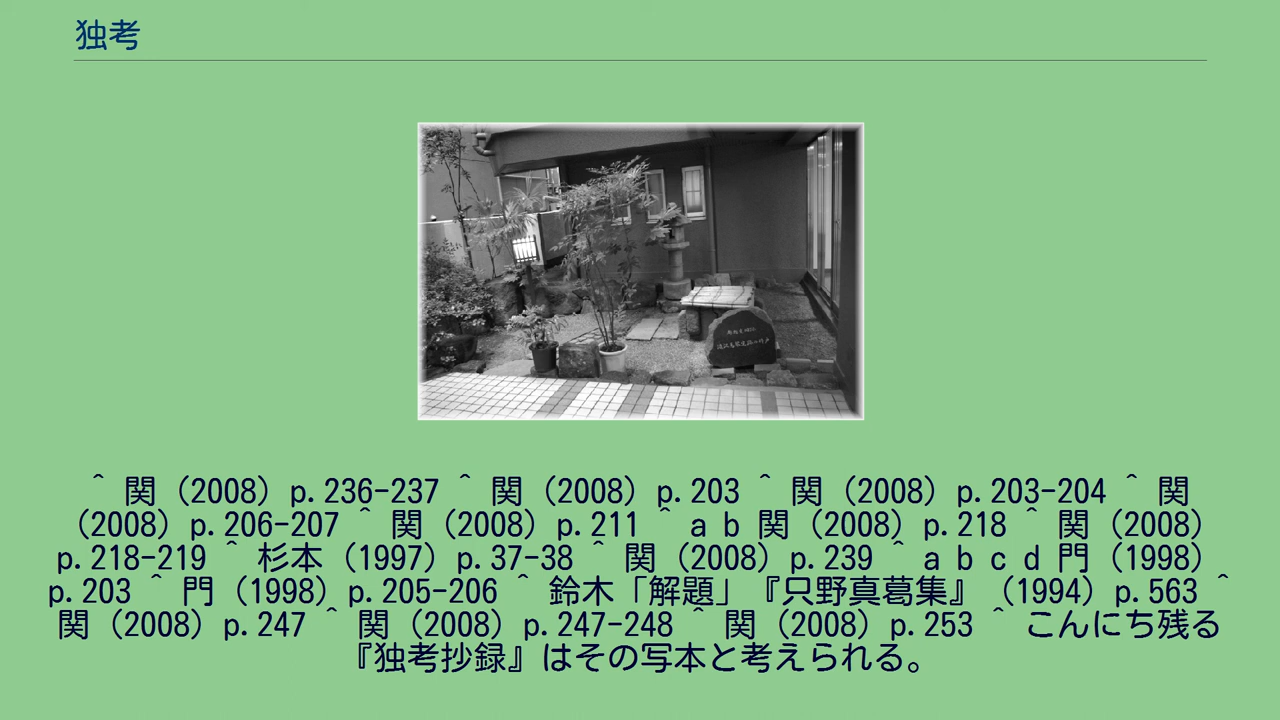 独考
^ 関（2008）p.236-237 ^ 関（2008）p.203 ^ 関（2008）p.203-204 ^ 関
（2008）p.206-207 ^ 関（2008）p.211 ^ a b 関（2008）p.218 ^ 関（2008）
p.218-219 ^ 杉本（1997）p.37-38 ^ 関（2008）p.239 ^ a b c d 門（1998）
p.203 ^ 門（1998）p.205-206 ^ 鈴木「解題」『只野真葛集』（1994）p.563 ^
関（2008）p.247 ^ 関（2008）p.247-248 ^ 関（2008）p.253 ^ こんにち残る
『独考抄録』はその写本と考えられる。